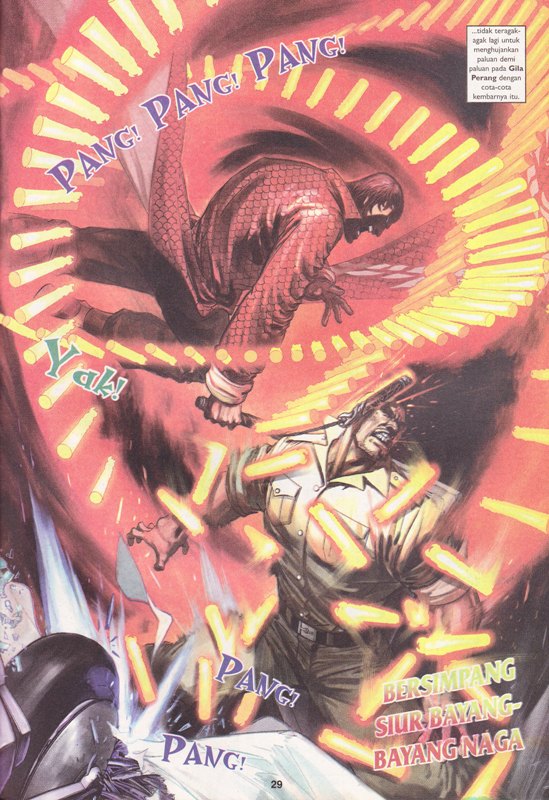 ...tidak teragak-
agak lagi untuk
menghujankan
paluan demi
paluan pada Gila
Perang dengan
cota-cota
kembarnya itu.
PANG! PANG! PANG!
Yak!
PANG!
PANG!
BERSIMPANG
SIUR BAYANG-
BAYANG NAGA
29